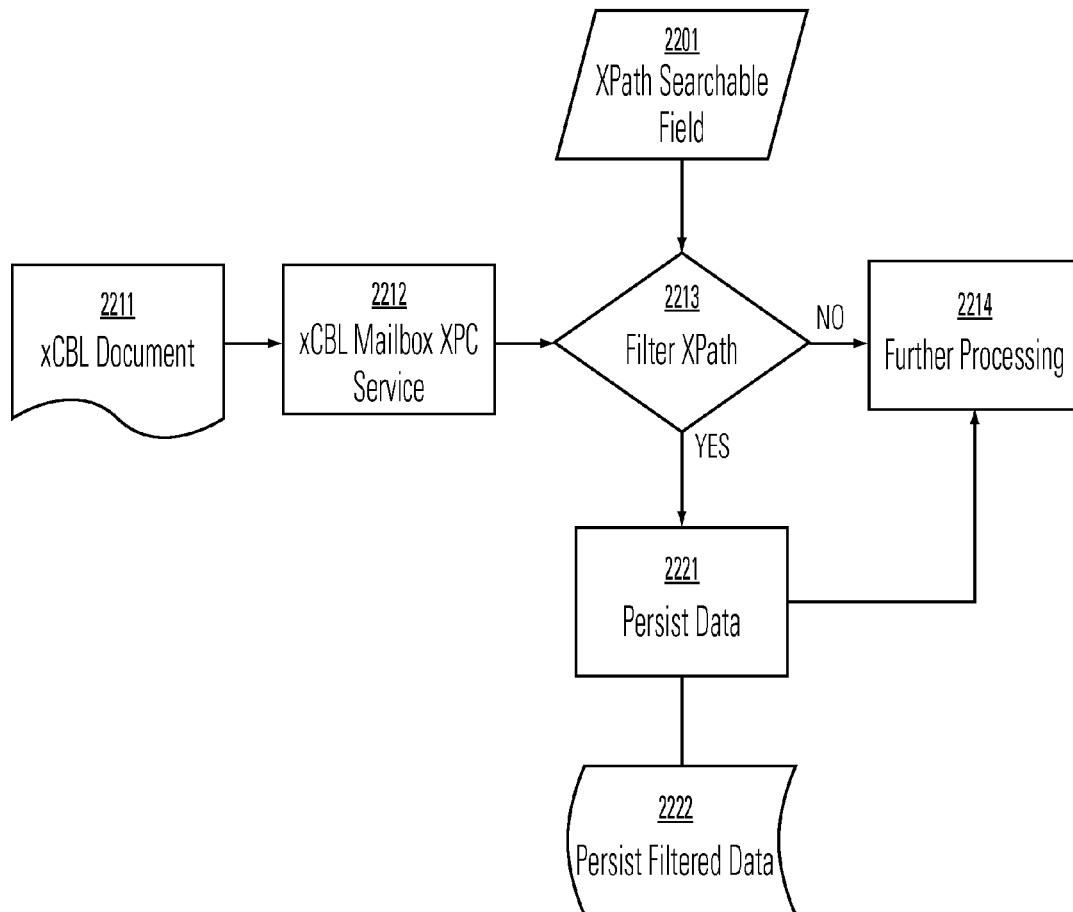 2201
XPath Searchable
Field
2211
xCBL Document
2212
xCBL Mailbox XPC
Service
2213
Filter XPath
NO
2214
Further Processing
YES
2221
Persist Data
2222
Persist Filtered Data